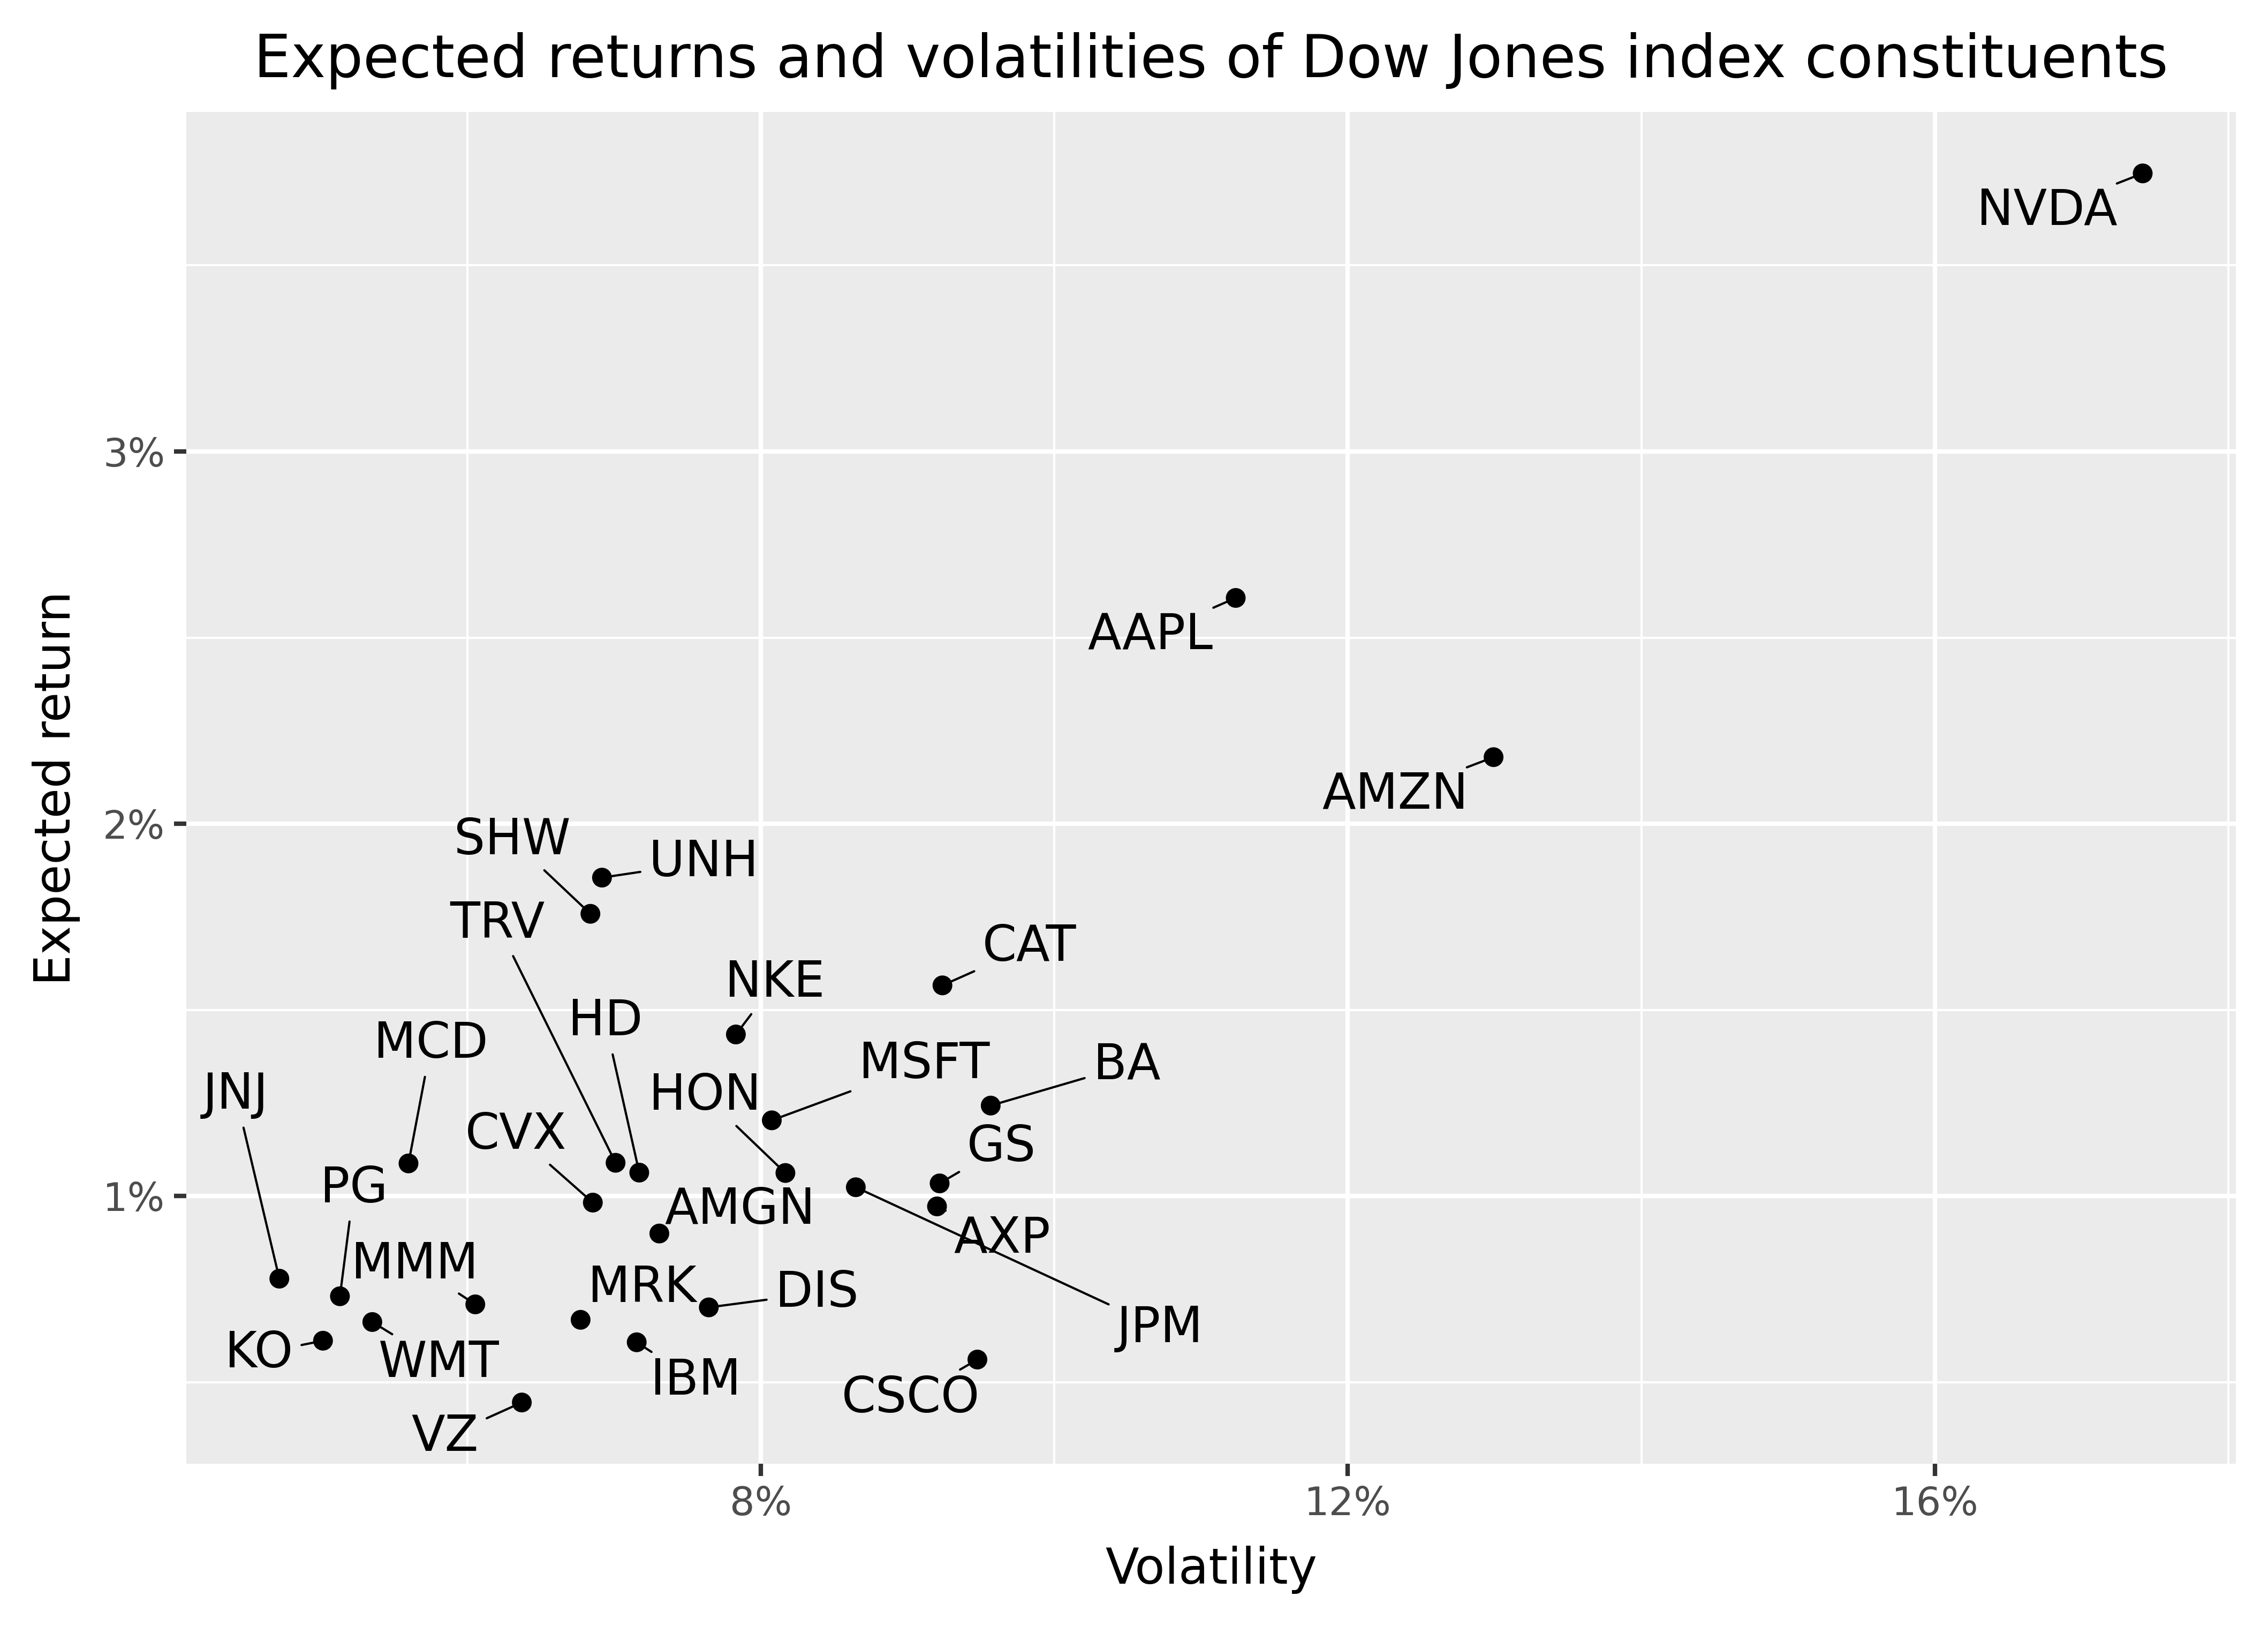 Expected returns and volatilities of Dow Jones index constituents
NVDA
3%
AAPL
AMZN
2%
SHW
UNH
TRV
CAT
NKE
HD
MCD
MSFT
BA
JNJ
HON
CVX
GS
PG
1%
AMGN
AXP
MMM
MRK
DIS
JPM
KO
WMT
IBM
CSCO
VZ
8%
12%
16%
Expected return
Volatility